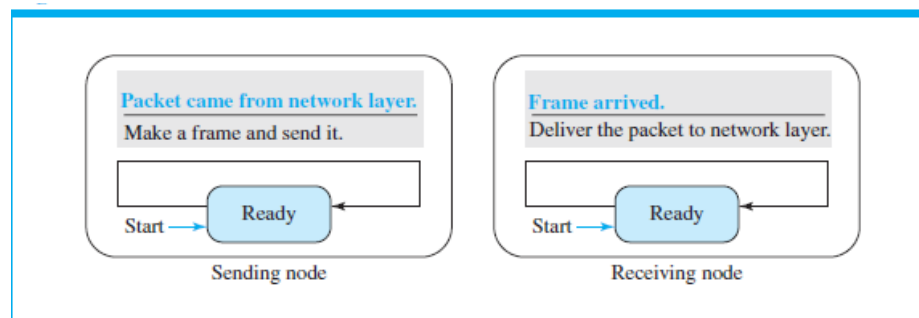 Packet came from network layer.
Make a frame and send it.
Start
Ready
Sending node
Frame arrived.
Deliver the packet to network layer.
Start
Ready
Receiving node